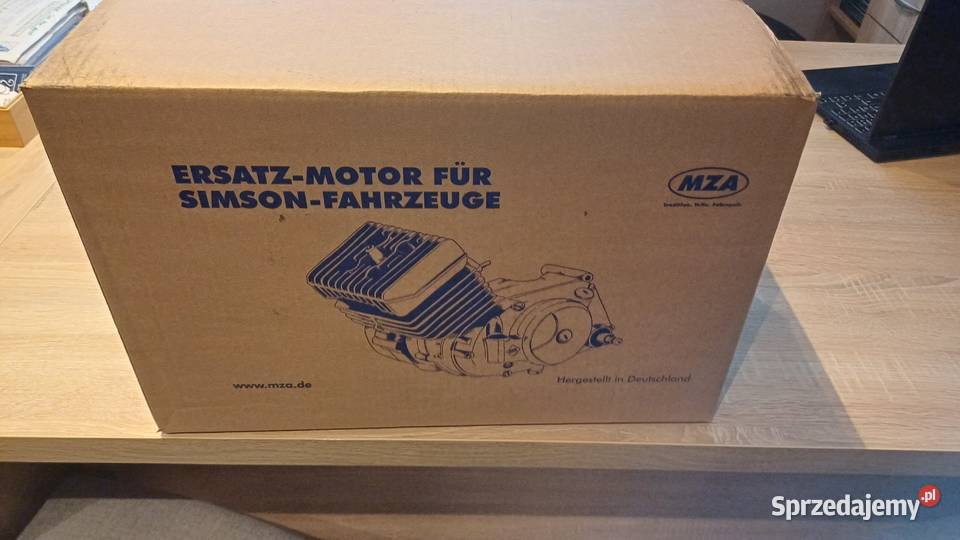 ERSATZ-MOTOR FÜR
SIMSON-FAHRZEUGE
MZA
www.mza.de
Hergestellt in Deutschland
Sprzedajemy.pl